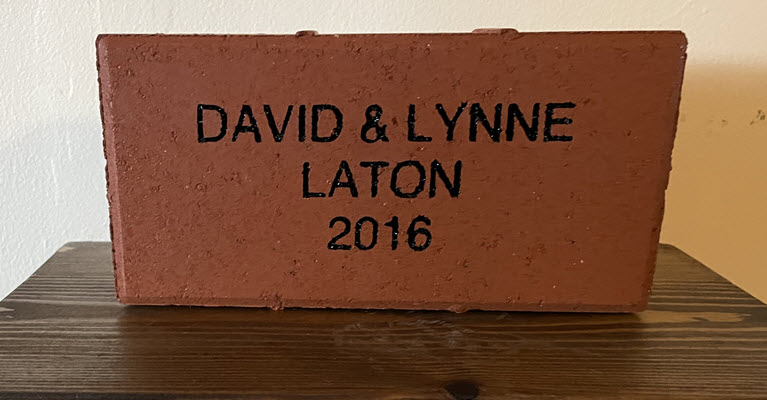 DAVID & LYNNE
LATON
2016